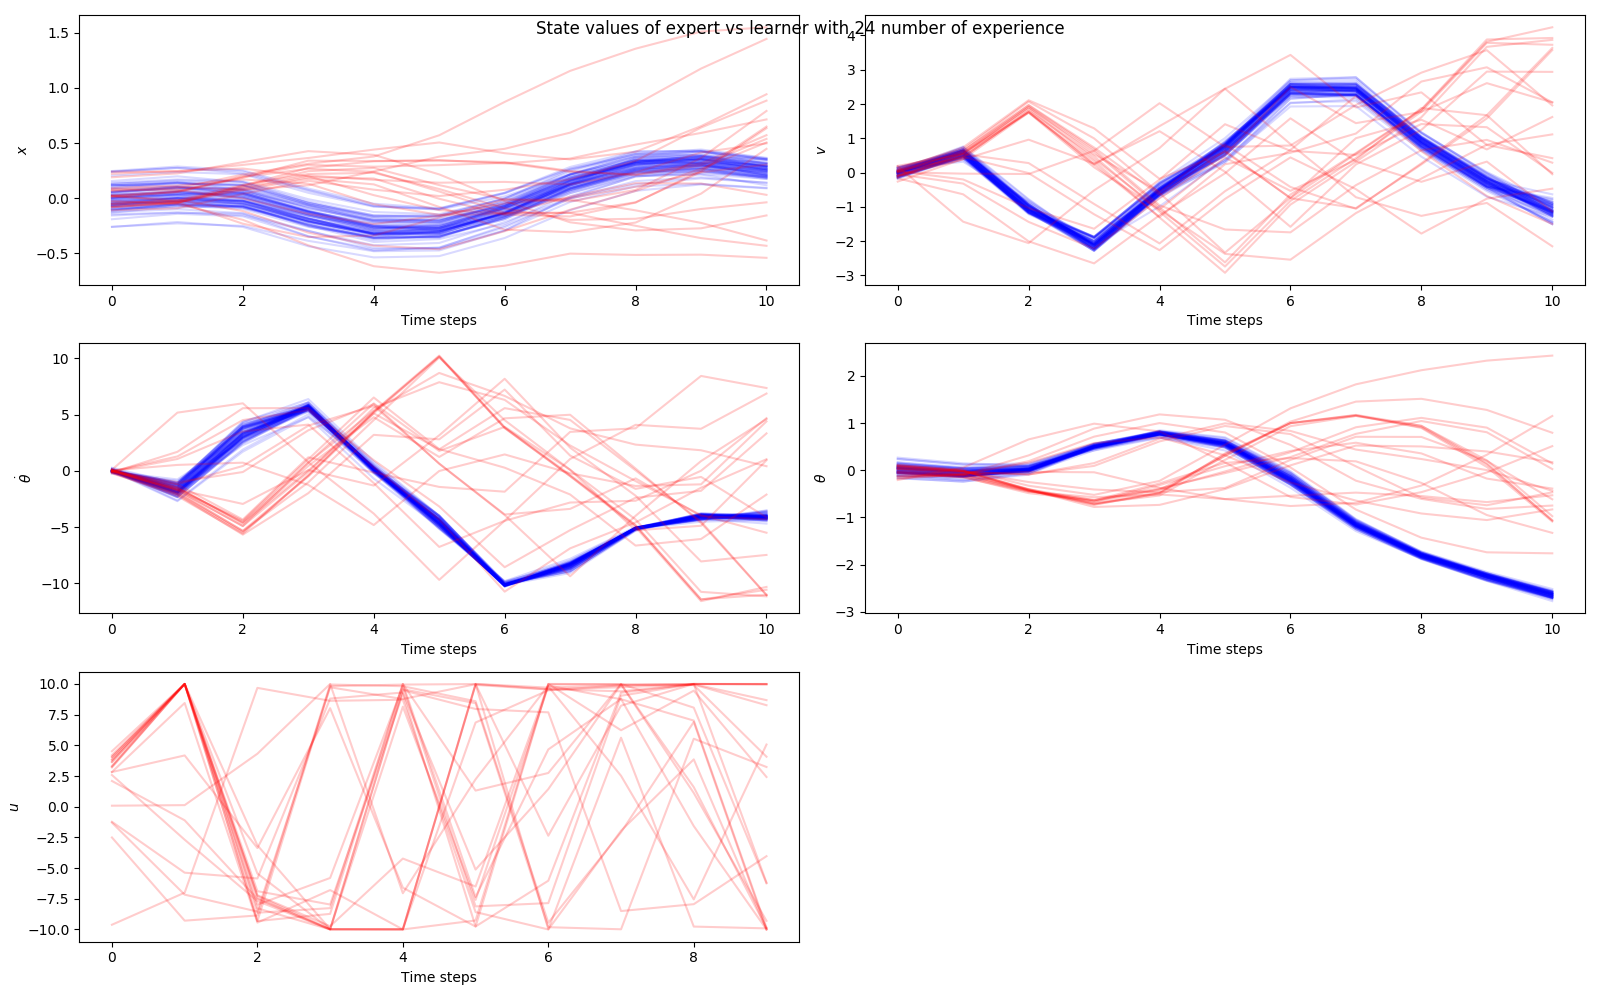 State values of expert vs learner with 24 number of experience
1.5
1.0
0.5
0.0
−0.5
x
0 2 4 6 8 10
Time steps
4
3
2
1
0
−1
−2
−3
v
0 2 4 6 8 10
Time steps
10
5
0
−5
−10
θ̇
0 2 4 6 8 10
Time steps
2
1
0
−1
−2
−3
θ
0 2 4 6 8 10
Time steps
10.0
7.5
5.0
2.5
0.0
−2.5
−5.0
−7.5
−10.0
u
0 2 4 6 8
Time steps